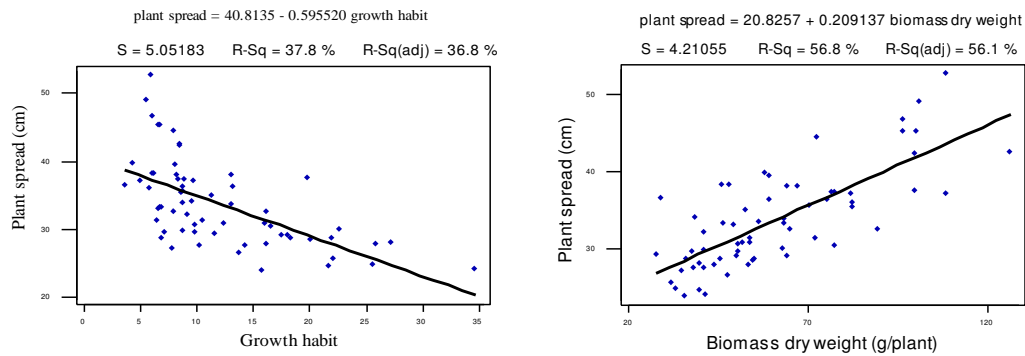 plant spread = 40.8135 - 0.595520 growth habit
S = 5.05183 R-Sq = 37.8 % R-Sq(adj) = 36.8 %
50
40
30
20
Plant spread (cm)
0 5 10 15 20 25 30 35
Growth habit
plant spread = 20.8257 + 0.209137 biomass dry weight
S = 4.21055 R-Sq = 56.8 % R-Sq(adj) = 56.1 %
50
40
30
Plant spread (cm)
20 70 120
Biomass dry weight (g/plant)